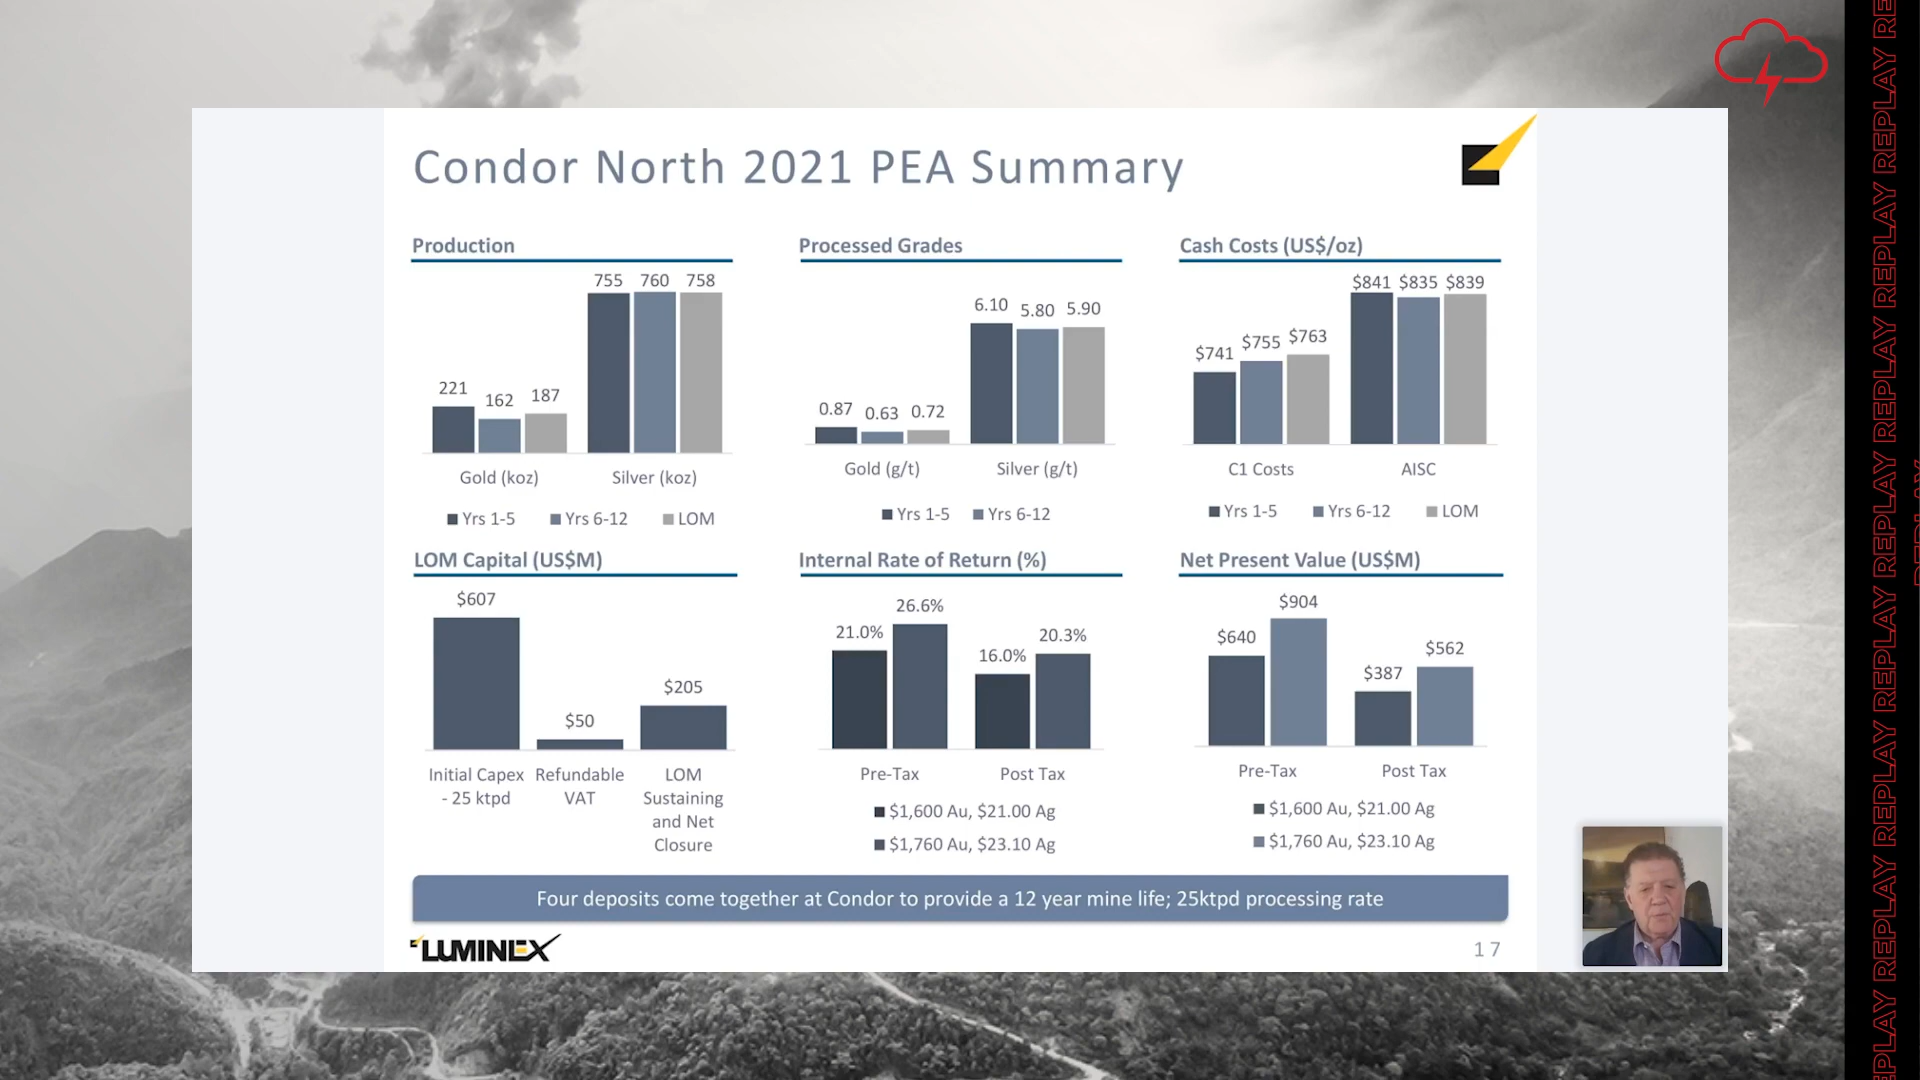 Condor North 2021 PEA Summary
Production
755 760 758
221 162 187
Gold (koz) Silver (koz)
Yrs 1-5 Yrs 6-12 LOM
Processed Grades
6.10 5.80 5.90
0.87 0.63 0.72
Gold (g/t) Silver (g/t)
Yrs 1-5 Yrs 6-12
Cash Costs (US$/oz)
$841 $835 $839
$741 $755 $763
C1 Costs AISC
Yrs 1-5 Yrs 6-12 LOM
LOM Capital (US$M)
$607
$50
$205
Initial Capex
- 25 ktpd
Refundable
VAT
LOM
Sustaining
and Net
Closure
Internal Rate of Return (%)
21.0% 26.6%
16.0% 20.3%
Pre-Tax Post Tax
$1,600 Au, $21.00 Ag
$1,760 Au, $23.10 Ag
Net Present Value (US$M)
$640 $904
$387 $562
Pre-Tax Post Tax
$1,600 Au, $21.00 Ag
$1,760 Au, $23.10 Ag
Four deposits come together at Condor to provide a 12 year mine life; 25ktpd processing rate
LUMINEX
17
REPLAY REPLAY REPLAY REPLAY REPLAY REPLAY REPLAY REPLAY REPLAY REPLAY